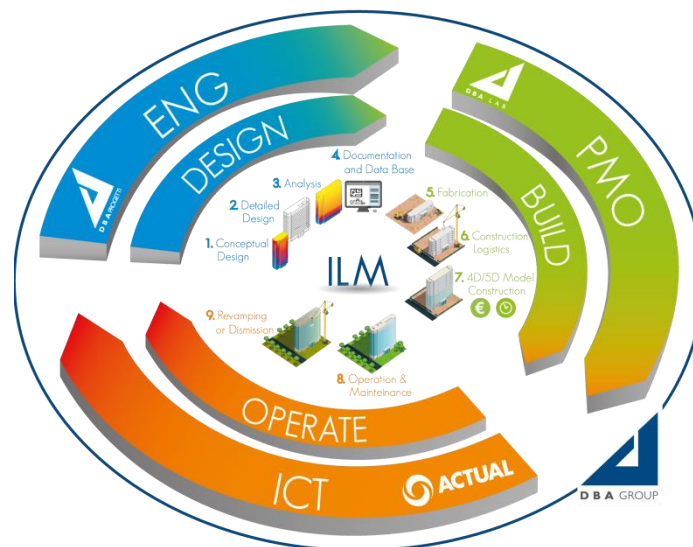 ENG
DBA PROGETTI
DESIGN
DBA LAB
PMO
BUILD
4. Documentation
and Data Base
3. Analysis
2. Detailed
Design
1. Conceptual
Design
5. Fabrication
6. Construction
Logistics
7. 4D/5D Model
Construction
€
ILM
9. Revamping
or Dismission
8. Operation &
Mainteinance
OPERATE
ICT
ACTUAL
DBA GROUP